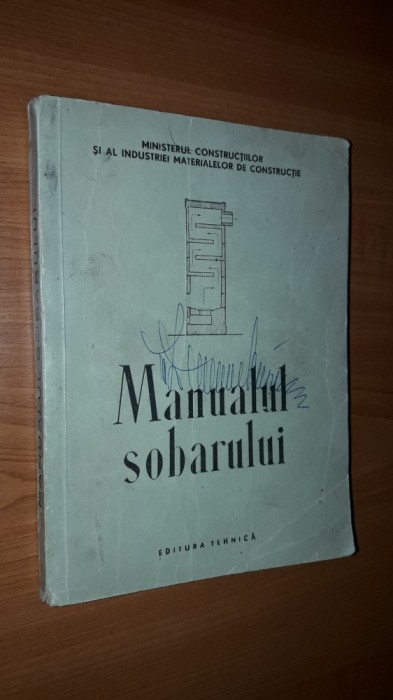 MINISTERUL CONSTRUCȚIILOR
ȘI AL INDUSTRIEI MATERIALELOR DE CONSTRUCȚIE
Manualul
sobarului
EDITURA TEHNICĂ